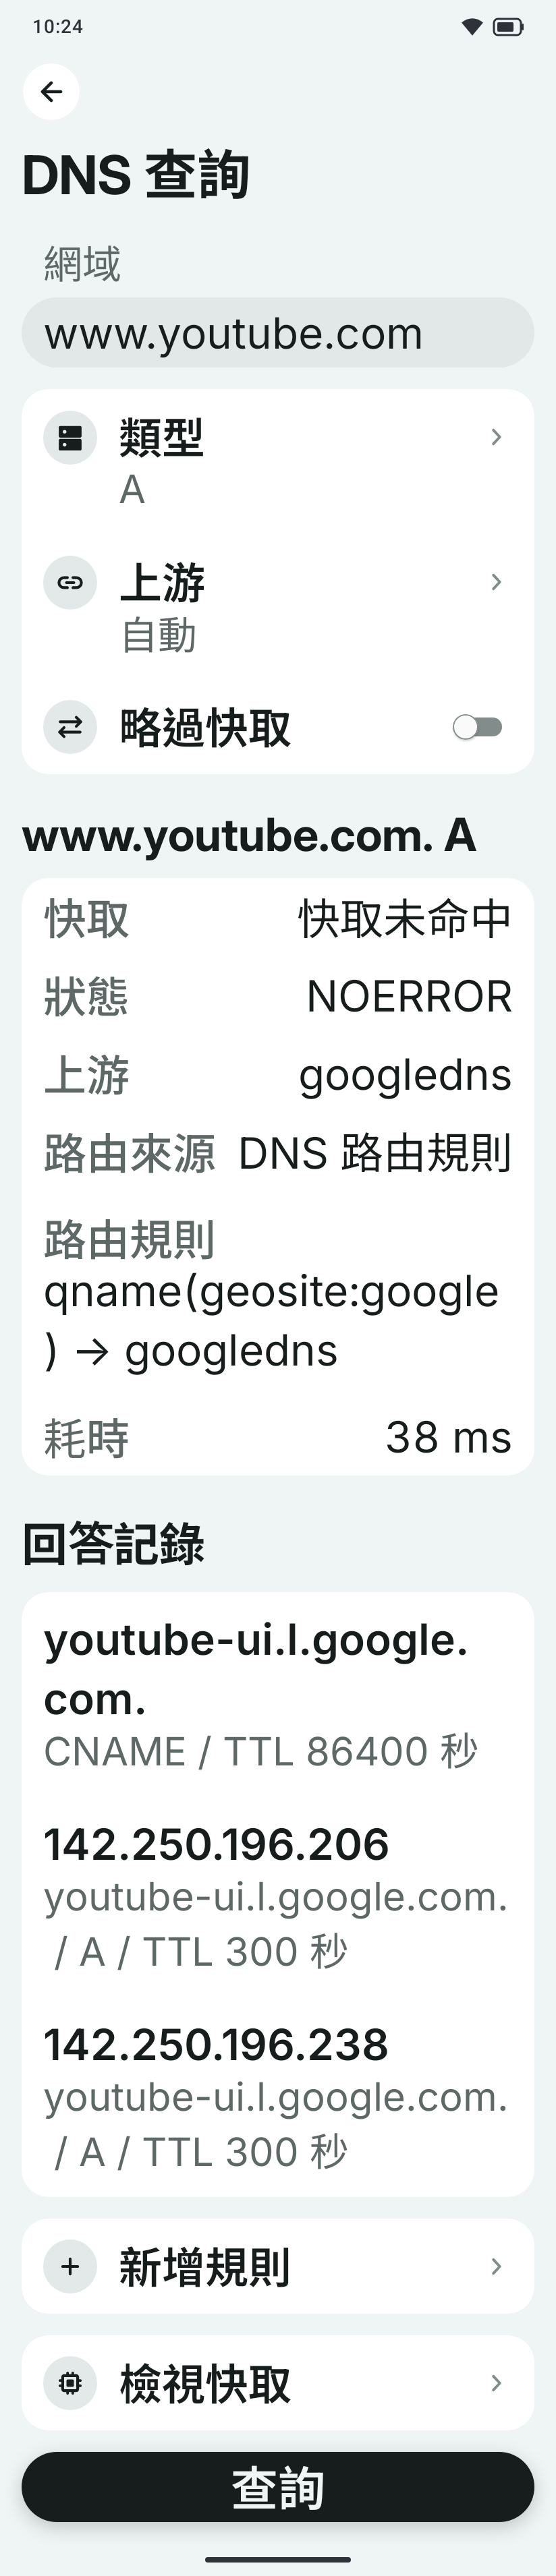 10:24
DNS 查詢
網域
www.youtube.com
類型
A
上游
自動
略過快取
www.youtube.com. A
快取 快取未命中
狀態 NOERROR
上游 googledns
路由來源 DNS 路由規則
路由規則
qname(geosite:google
) → googledns
耗時 38 ms
回答記錄
youtube-ui.l.google.
com.
CNAME / TTL 86400 秒
142.250.196.206
youtube-ui.l.google.com.
/ A / TTL 300 秒
142.250.196.238
youtube-ui.l.google.com.
/ A / TTL 300 秒
新增規則
檢視快取
查詢